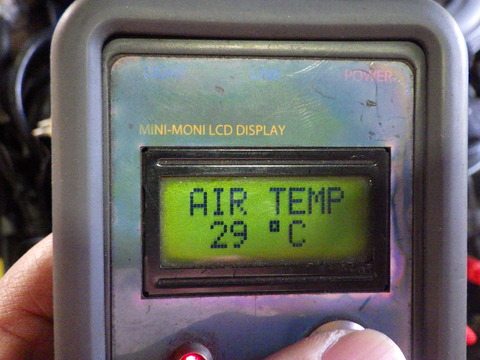 POWER
MINI-MONI LCD DISPLAY
AIR TEMP
29 °C